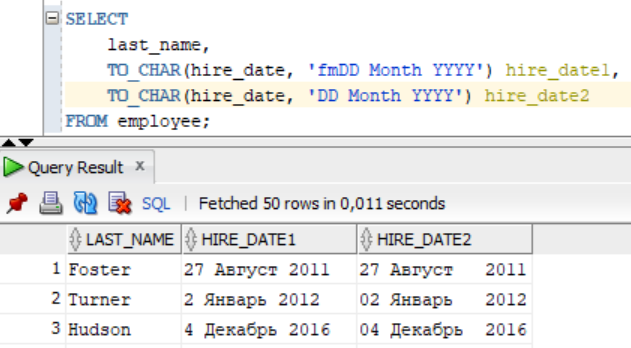 SELECT
last_name,
TO_CHAR(hire_date, 'fmDD Month YYYY') hire_date1,
TO_CHAR(hire_date, 'DD Month YYYY') hire_date2
FROM employee;
Query Result x
SQL | Fetched 50 rows in 0,011 seconds
LAST_NAME HIRE_DATE1 HIRE_DATE2
1 Foster 27 Август 2011 27 Август 2011
2 Turner 2 Январь 2012 02 Январь 2012
3 Hudson 4 Декабрь 2016 04 Декабрь 2016